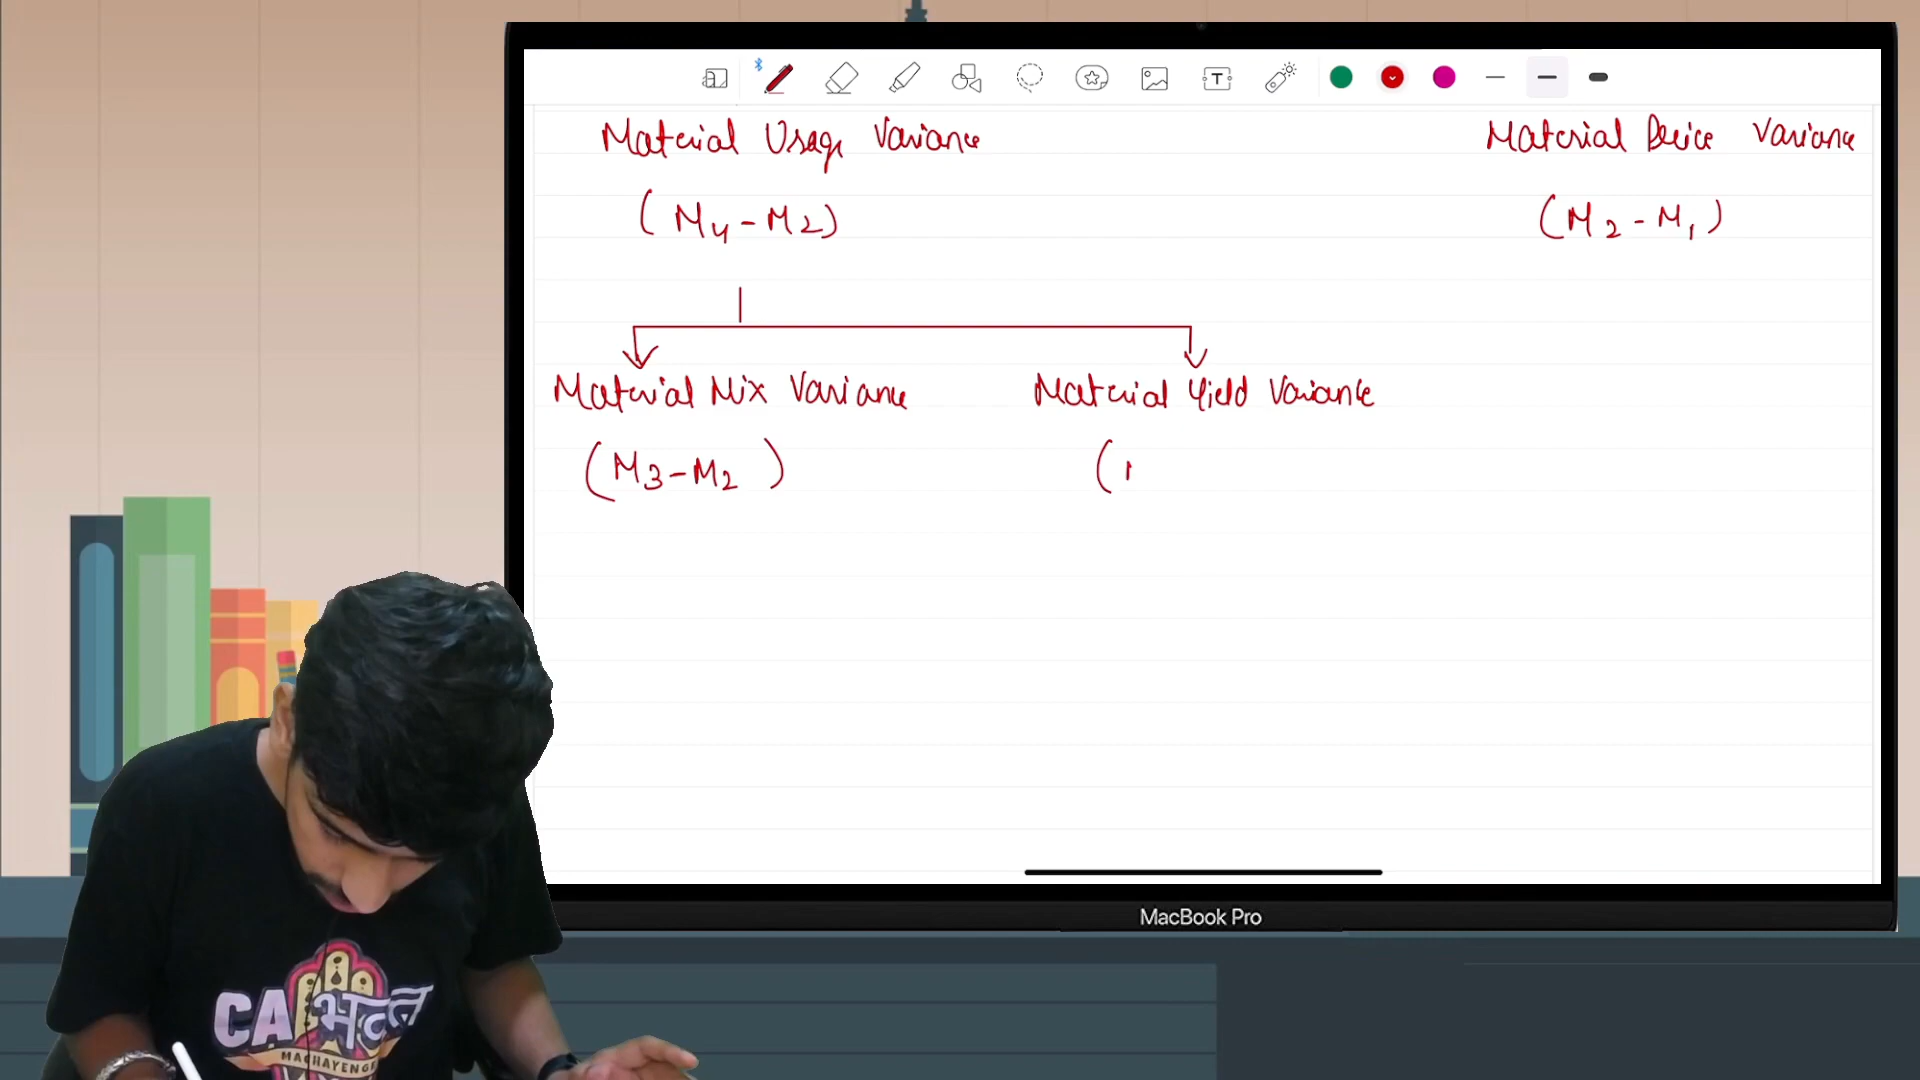 Material Usage Variance
Material Price Variance
(M4 - M2)
(M2 - M1)
Material Mix Variance
Material Yield Variance
(M3 - M2 )
(
MacBook Pro
CA भगत
MACHAYENGE